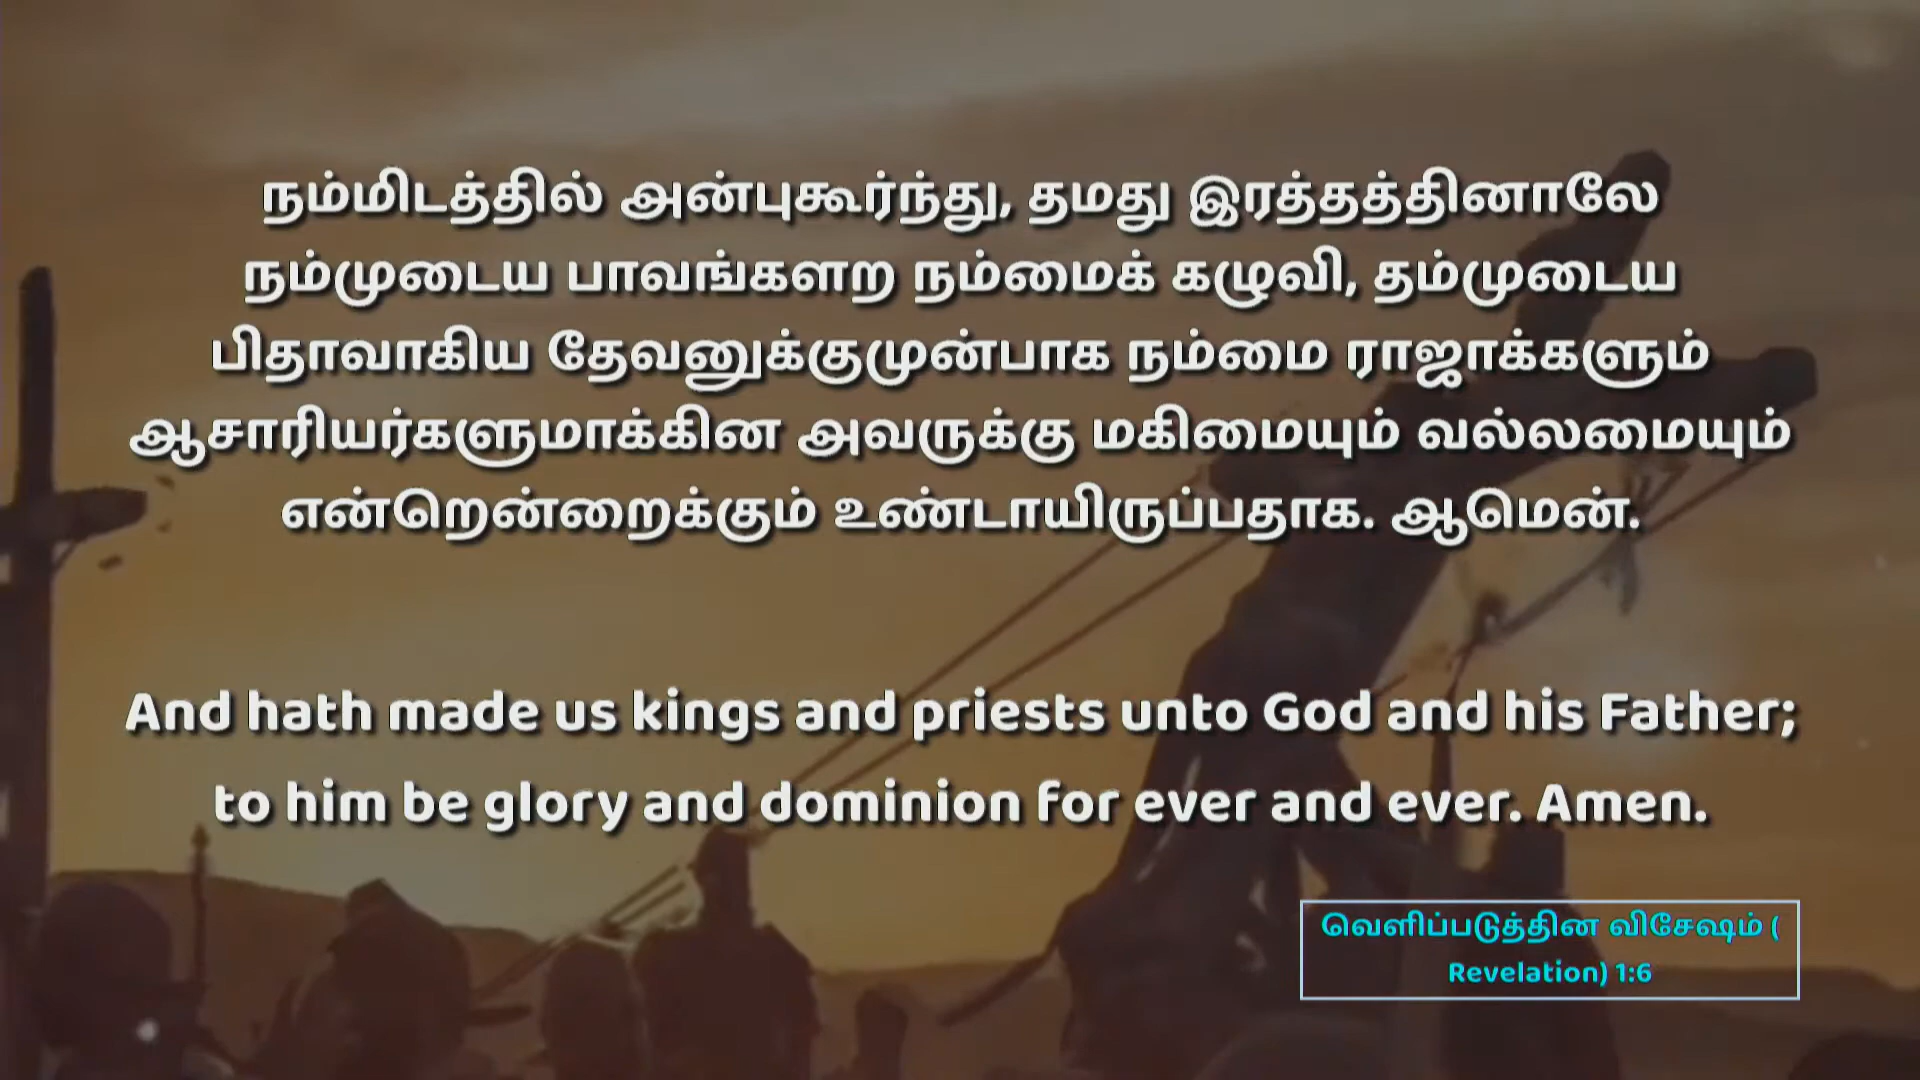 நம்மிடத்தில் அன்புகூர்ந்து, தமது இரத்தத்தினாலே
நம்முடைய பாவங்களற நம்மைக் கழுவி, தம்முடைய
பிதாவாகிய தேவனுக்குமுன்பாக நம்மை ராஜாக்களும்
ஆசாரியர்களுமாக்கின அவருக்கு மகிமையும் வல்லமையும்
என்றென்றைக்கும் உண்டாயிருப்பதாக. ஆமென்.
And hath made us kings and priests unto God and his Father;
to him be glory and dominion for ever and ever. Amen.
வெளிப்படுத்தின விசேஷம் (
Revelation) 1:6